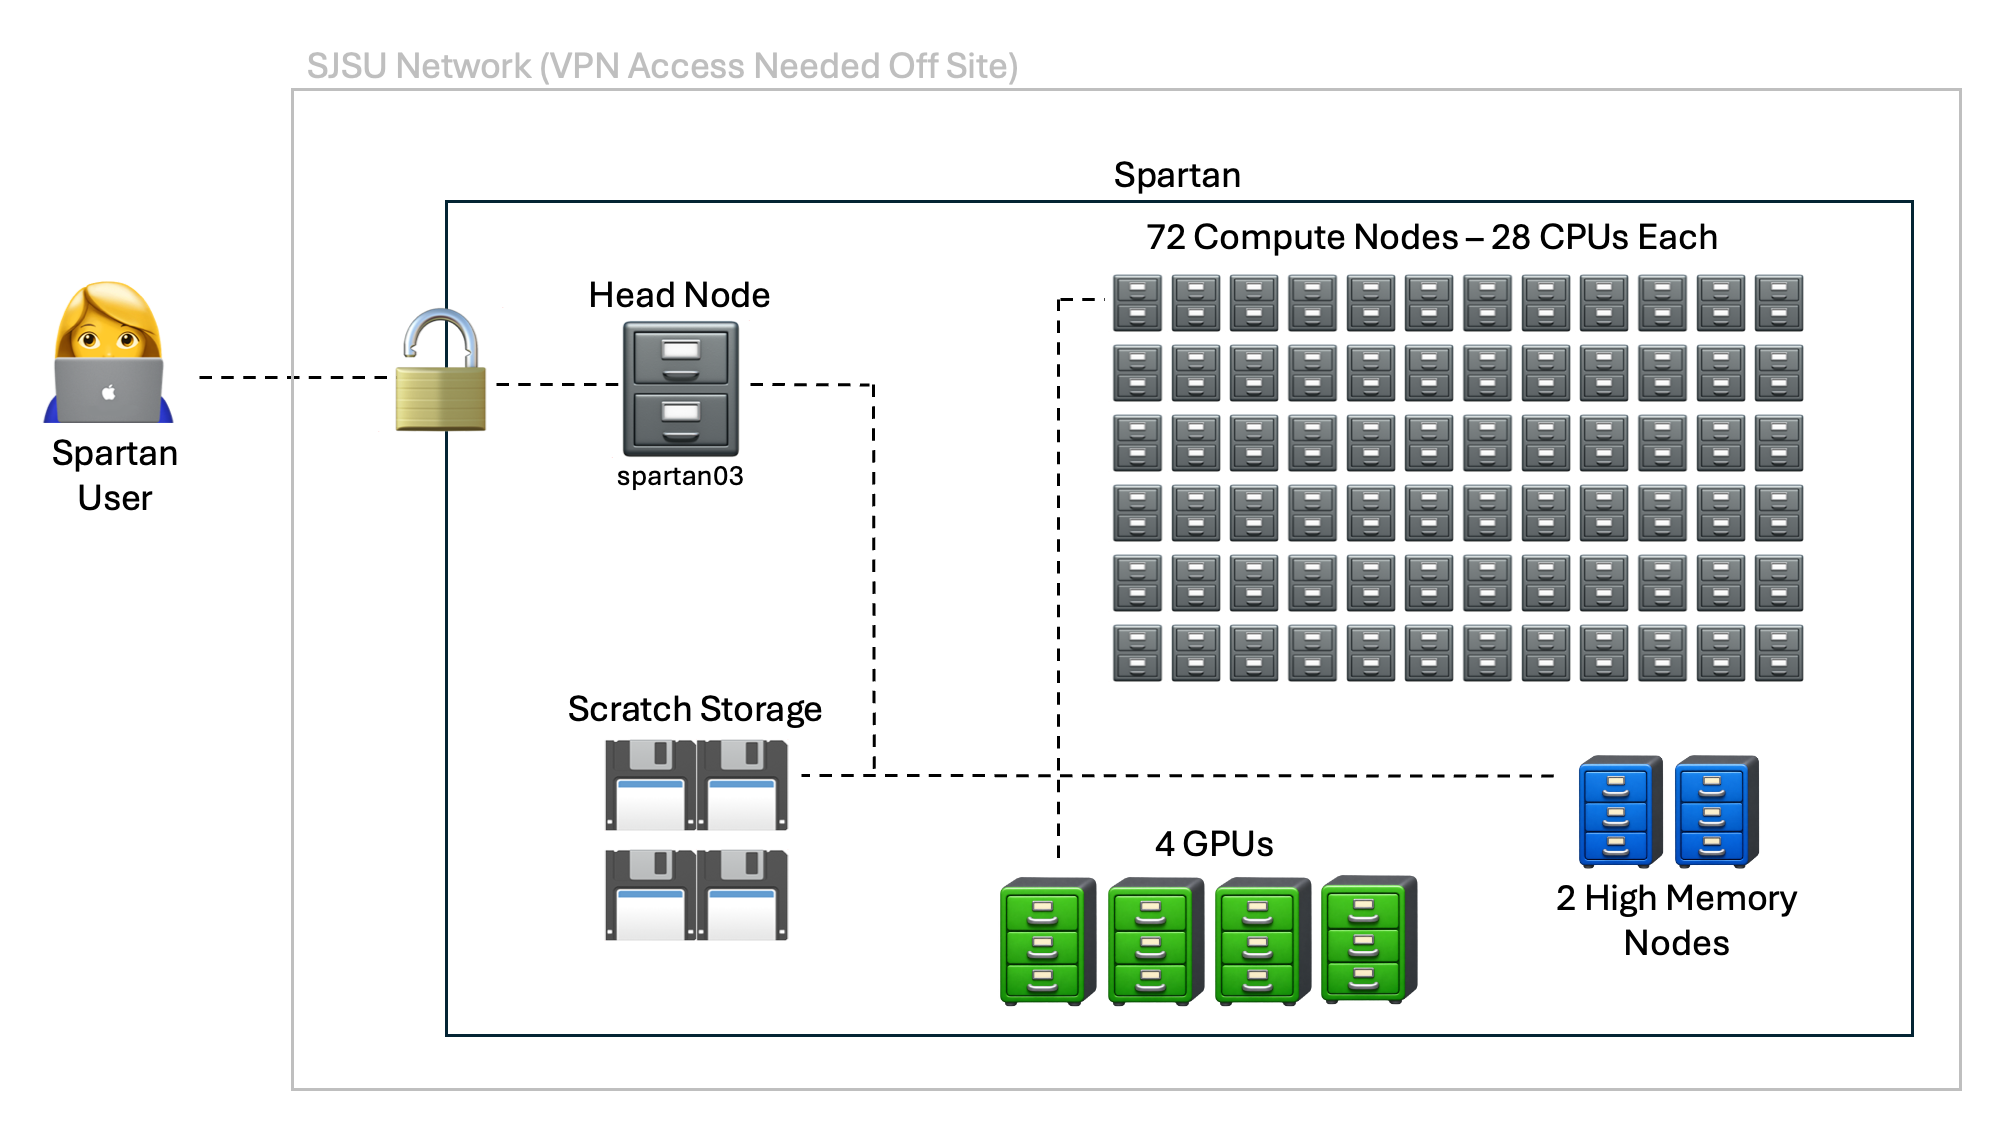 SJSU Network (VPN Access Needed Off Site)
Spartan
72 Compute Nodes – 28 CPUs Each
Head Node
spartan03
Spartan
User
Scratch Storage
4 GPUs
2 High Memory
Nodes